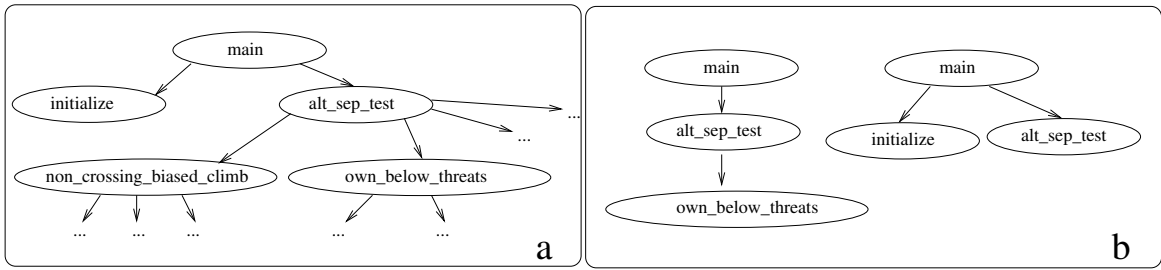 main
initialize
alt_sep_test
...
...
non_crossing_biased_climb
own_below_threats
... ... ... ... ...
a
main
alt_sep_test
own_below_threats
main
initialize
alt_sep_test
b